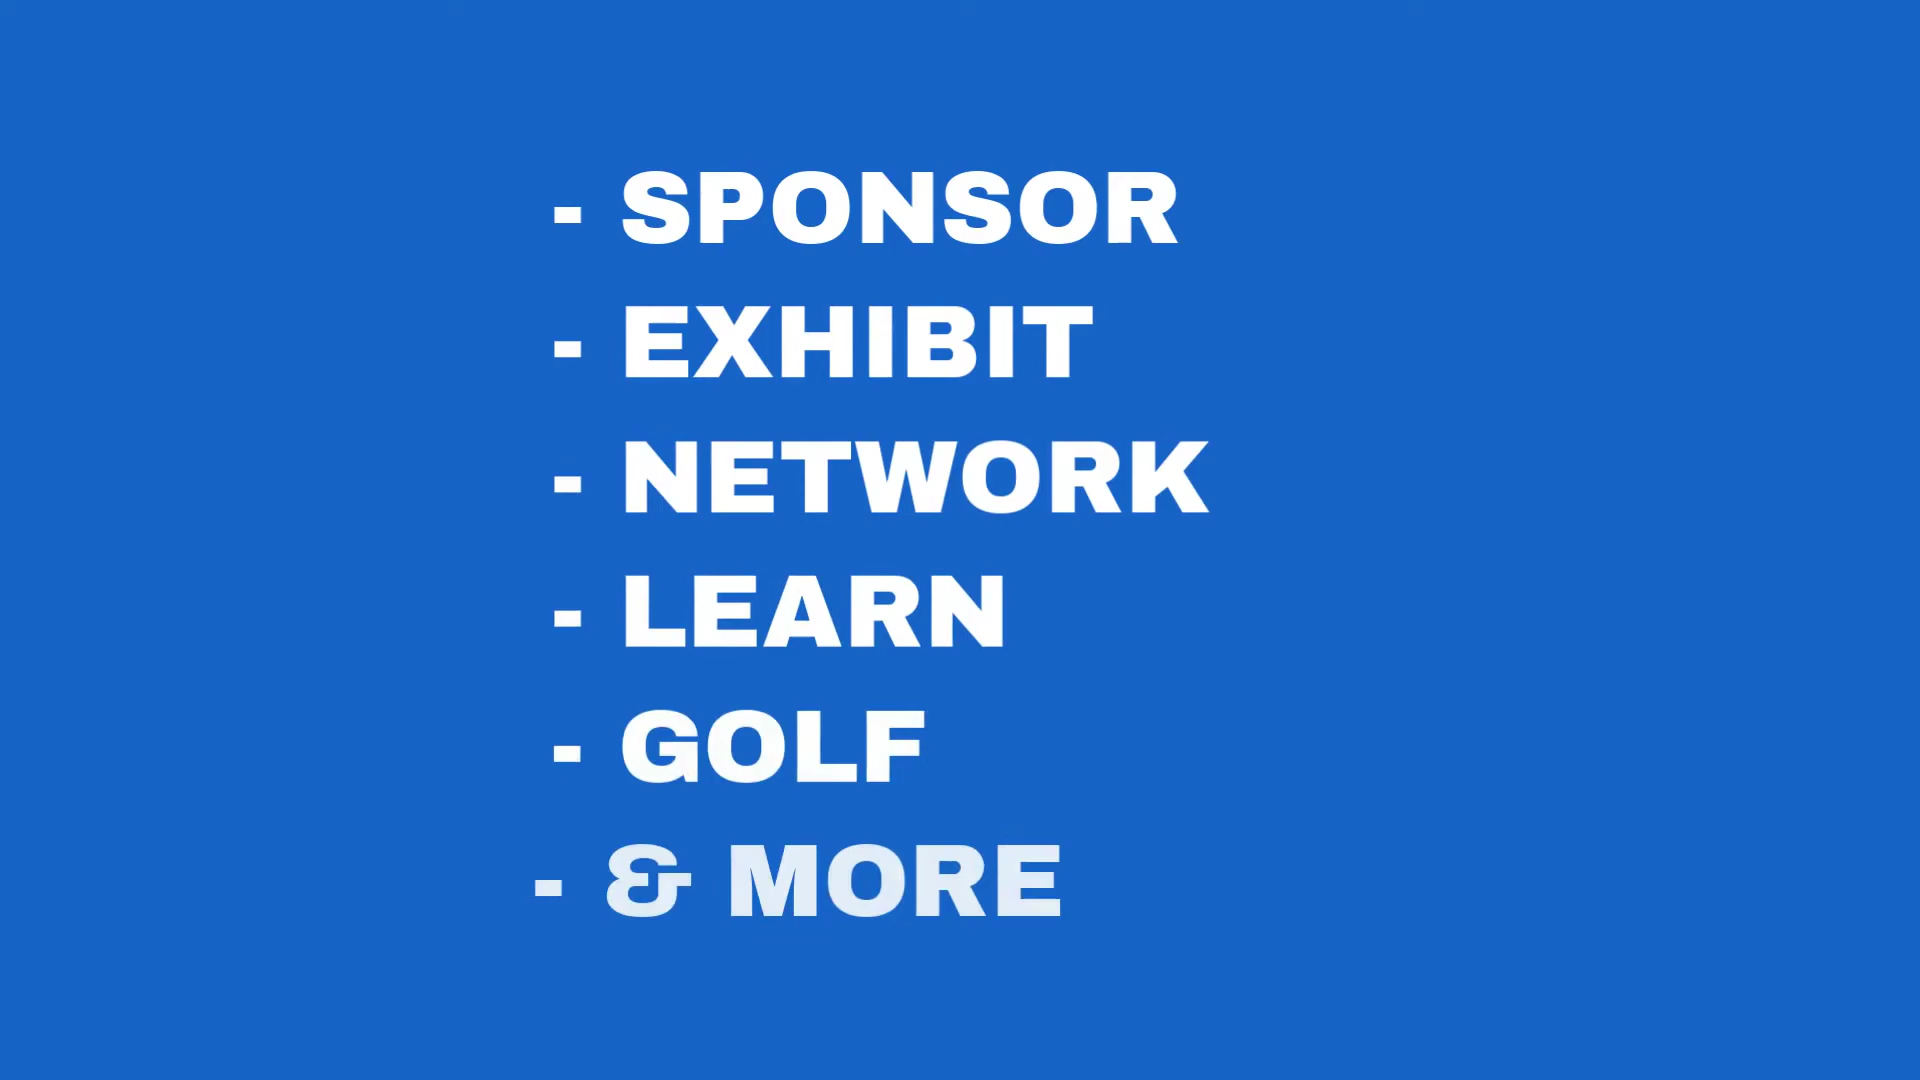 - SPONSOR
- EXHIBIT
- NETWORK
- LEARN
- GOLF
- & MORE